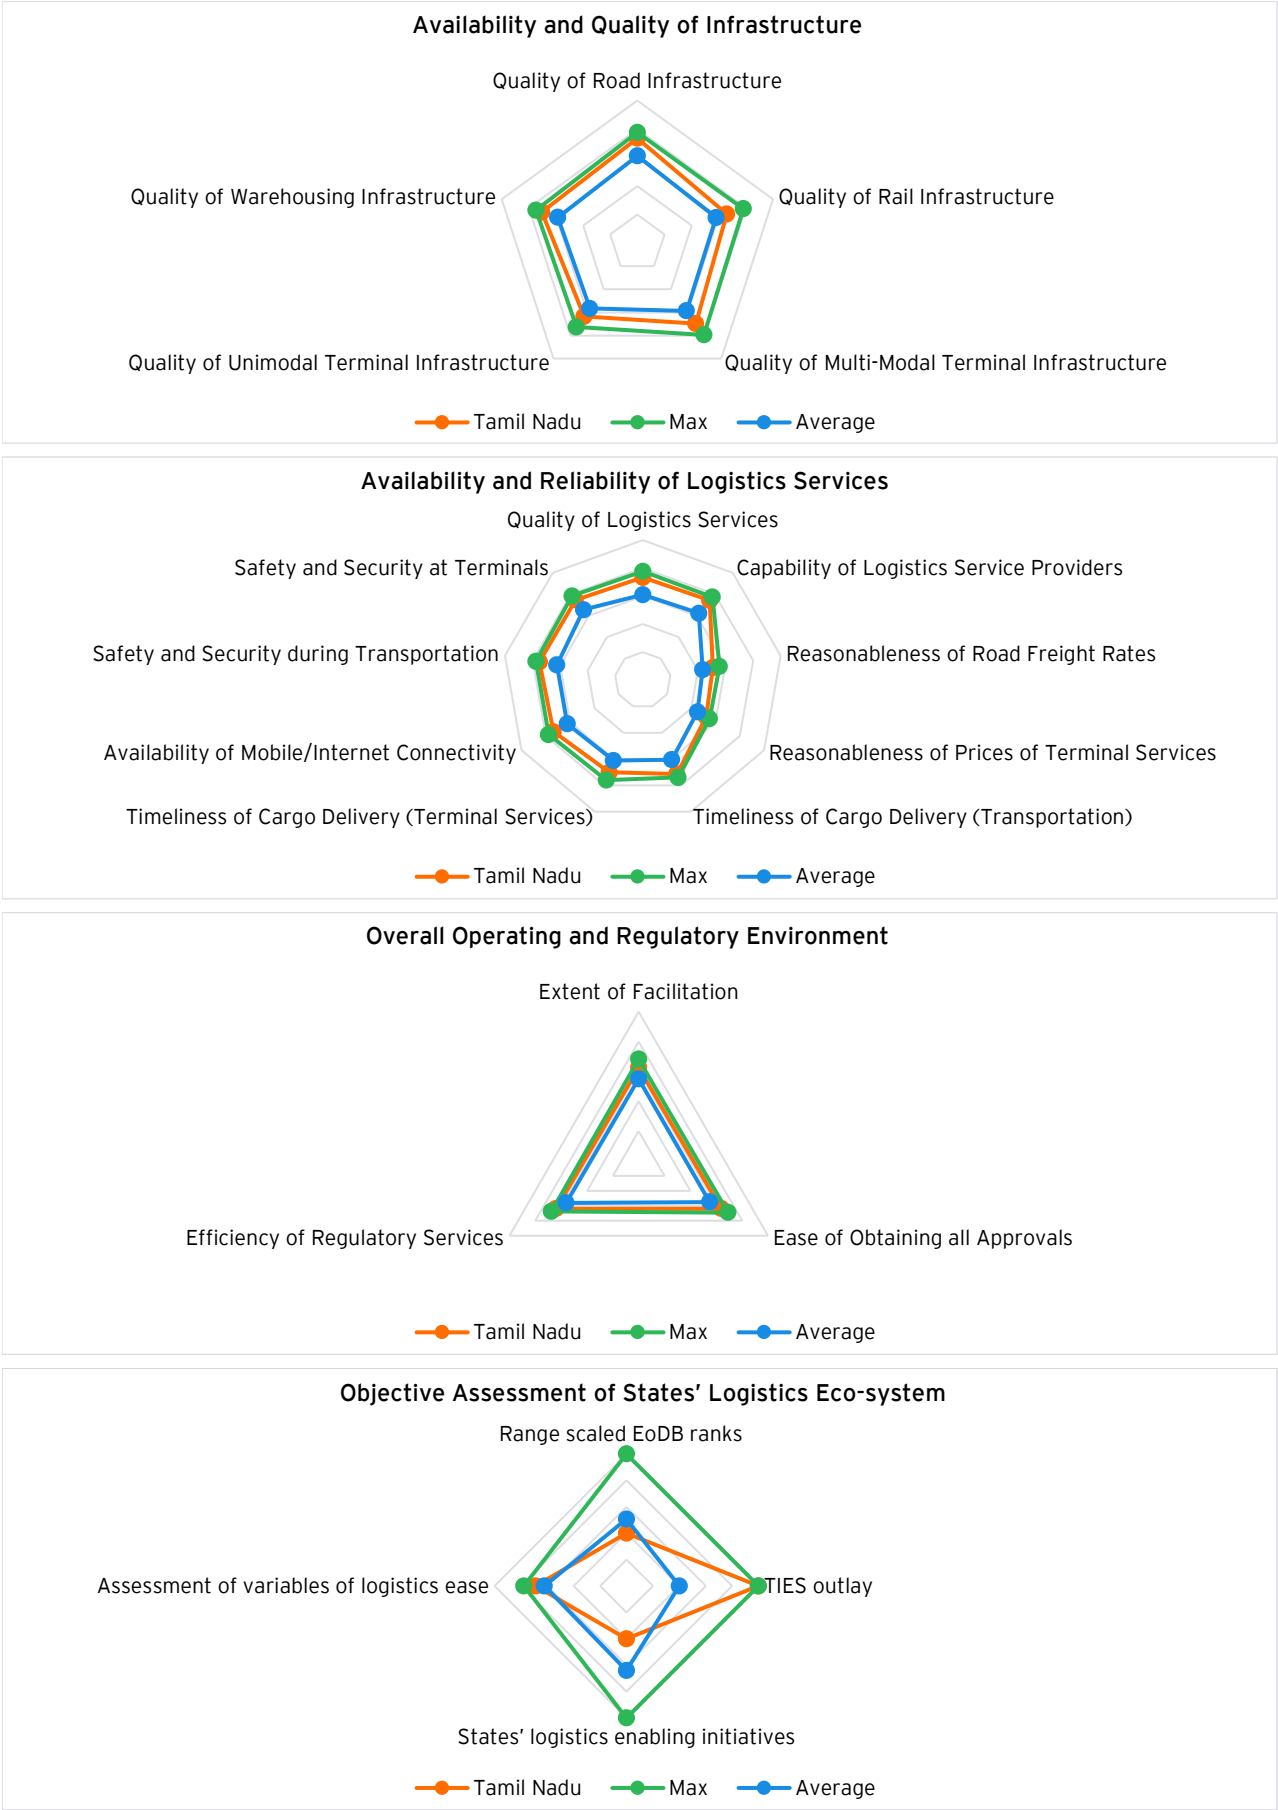 Availability and Quality of Infrastructure
Quality of Road Infrastructure
Quality of Warehousing Infrastructure
Quality of Rail Infrastructure
Quality of Unimodal Terminal Infrastructure
Quality of Multi-Modal Terminal Infrastructure
Tamil Nadu Max Average
Availability and Reliability of Logistics Services
Quality of Logistics Services
Safety and Security at Terminals
Capability of Logistics Service Providers
Safety and Security during Transportation
Reasonableness of Road Freight Rates
Availability of Mobile/Internet Connectivity
Reasonableness of Prices of Terminal Services
Timeliness of Cargo Delivery (Terminal Services)
Timeliness of Cargo Delivery (Transportation)
Tamil Nadu Max Average
Overall Operating and Regulatory Environment
Extent of Facilitation
Efficiency of Regulatory Services
Ease of Obtaining all Approvals
Tamil Nadu Max Average
Objective Assessment of States’ Logistics Eco-system
Range scaled EoDB ranks
Assessment of variables of logistics ease
TIES outlay
States’ logistics enabling initiatives
Tamil Nadu Max Average